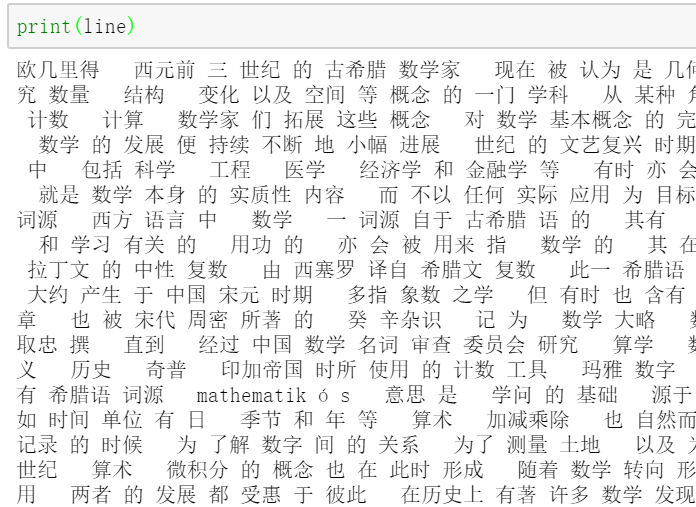 print(line)
欧几里得 西元前 三 世纪 的 古希腊 数学家 现在 被 认为 是 几何
究 数量 结构 变化 以及 空间 等 概念 的 一门 学科 从 某种
计数 计算 数学家 们 拓展 这些 概念 对 数学 基本概念 的 完
数学 的 发展 便 持续 不断 地 小幅 进展 世纪 的 文艺复兴 时期
中 包括 科学 工程 医学 经济学 和 金融学 等 有时 亦 会
就是 数学 本身 的 实质性 内容 而 不以 任何 实际 应用 为 目标
词源 西方 语言 中 数学 一 词源 自于 古希腊 语 的 其有
和 学习 有关 的 用功 的 亦 会 被 用来 指 数学 的 其 在
拉丁文 的 中性 复数 由 西塞罗 译自 希腊文 复数 此一 希腊语
大约 产生 于 中国 宋元 时期 多指 象数 之学 但 有时 也 含有
章 也 被 宋代 周密 所著 的 癸 辛杂识 记 为 数学 大略
取忠 撰 直到 经过 中国 数学 名词 审查 委员会 研究 算学
义 历史 奇普 印加帝国 时所 使用 的 计数 工具 玛雅 数字
有 希腊语 词源 mathematik ó s 意思 是 学问 的 基础 源于
如 时间 单位 有 日 季节 和 年 等 算术 加减乘除 也 自然而
记录 的 时候 为 了解 数字 间 的 关系 为了 测量 土地 以及
世纪 算术 微积分 的 概念 也 在 此时 形成 随着 数学 转向 形
用 两者 的 发展 都 受惠 于 彼此 在历史上 有著 许多 数学 发现